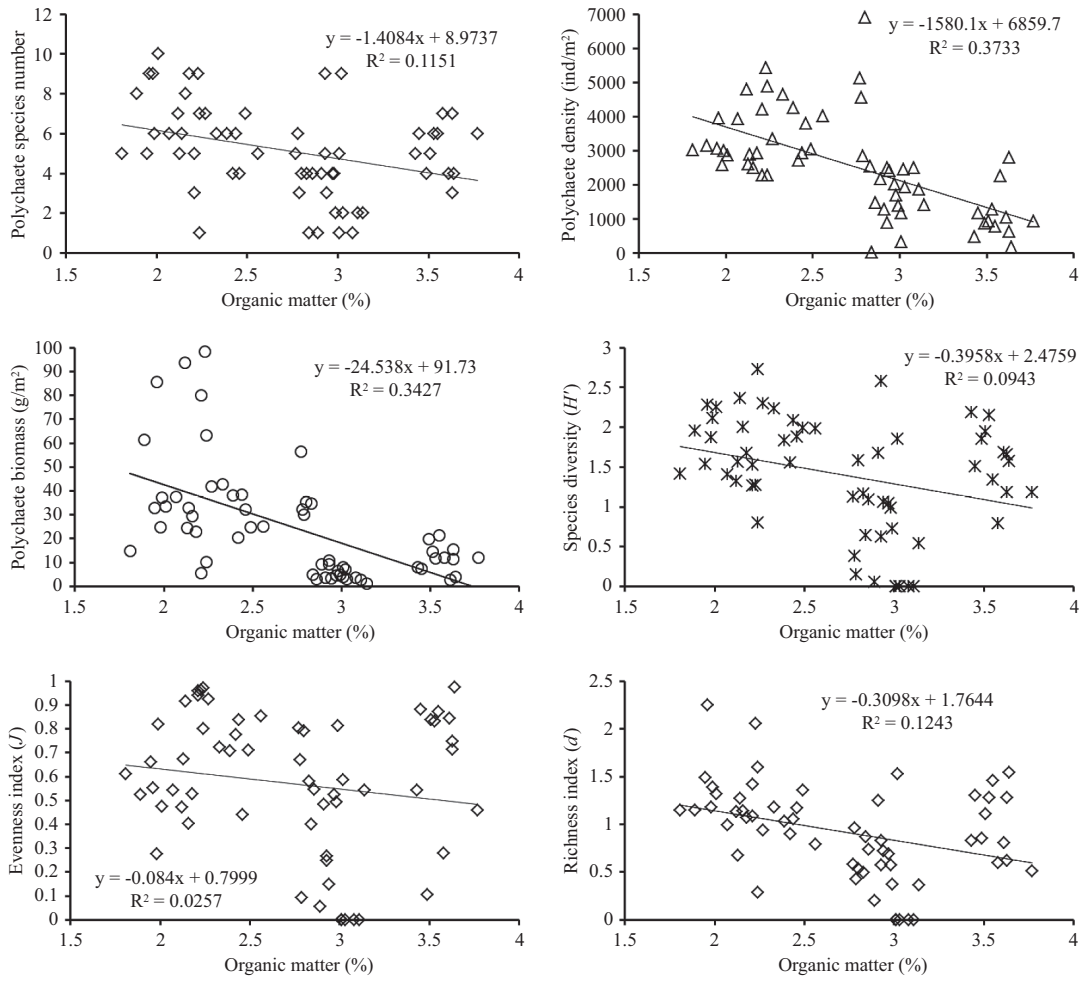 12
10
8
6
4
2
0
1.5 2 2.5 3 3.5 4
Polychaete species number
Organic matter (%)
y = -1.4084x + 8.9737
R² = 0.1151
7000
6000
5000
4000
3000
2000
1000
0
1.5 2 2.5 3 3.5 4
Polychaete density (ind/m²)
Organic matter (%)
y = -1580.1x + 6859.7
R² = 0.3733
100
90
80
70
60
50
40
30
20
10
0
1.5 2 2.5 3 3.5 4
Polychaete biomass (g/m²)
Organic matter (%)
y = -24.538x + 91.73
R² = 0.3427
3
2.5
2
1.5
1
0.5
0
1.5 2 2.5 3 3.5 4
Species diversity (H')
Organic matter (%)
y = -0.3958x + 2.4759
R² = 0.0943
1
0.9
0.8
0.7
0.6
0.5
0.4
0.3
0.2
0.1
0
1.5 2 2.5 3 3.5 4
Evenness index (J)
Organic matter (%)
y = -0.084x + 0.7999
R² = 0.0257
2.5
2
1.5
1
0.5
0
1.5 2 2.5 3 3.5 4
Richness index (d)
Organic matter (%)
y = -0.3098x + 1.7644
R² = 0.1243